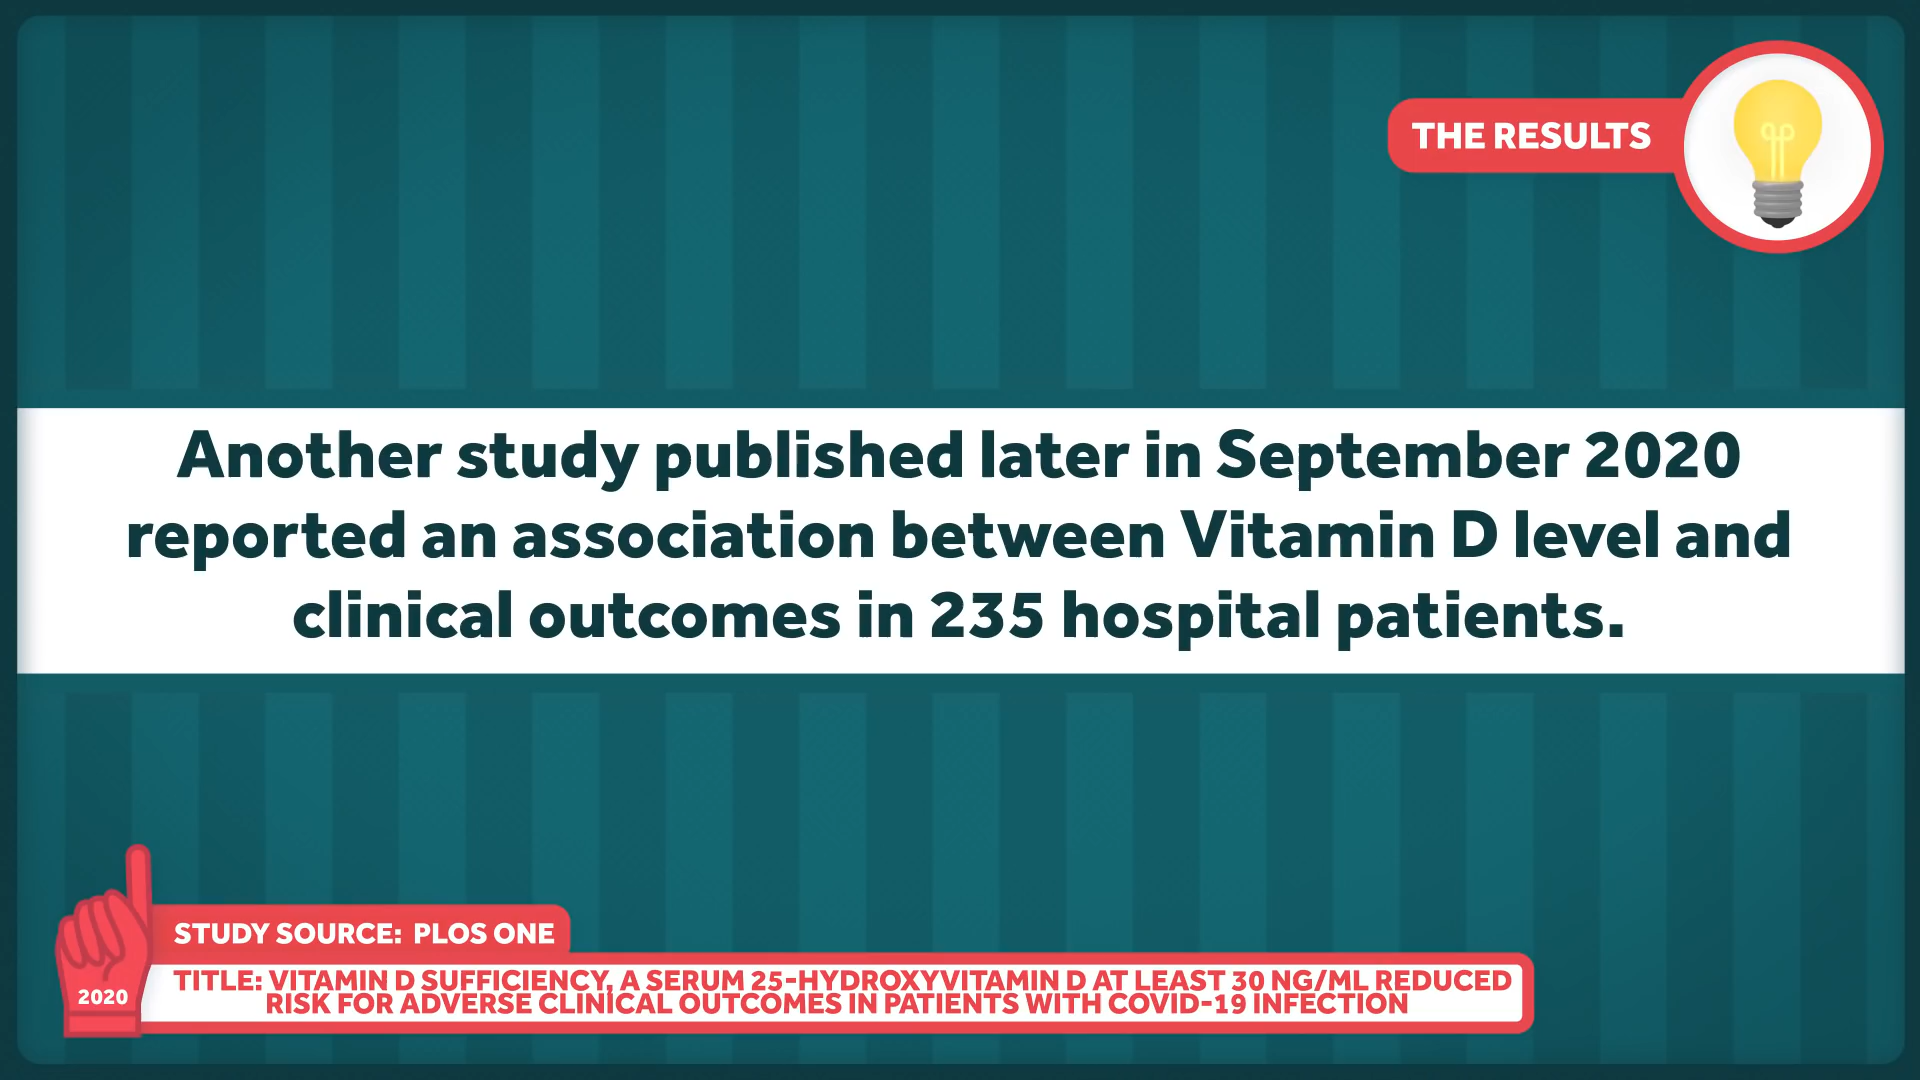 THE RESULTS
Another study published later in September 2020
reported an association between Vitamin D level and
clinical outcomes in 235 hospital patients.
STUDY SOURCE: PLOS ONE
TITLE: VITAMIN D SUFFICIENCY, A SERUM 25-HYDROXYVITAMIN D AT LEAST 30 NG/ML REDUCED
RISK FOR ADVERSE CLINICAL OUTCOMES IN PATIENTS WITH COVID-19 INFECTION
2020